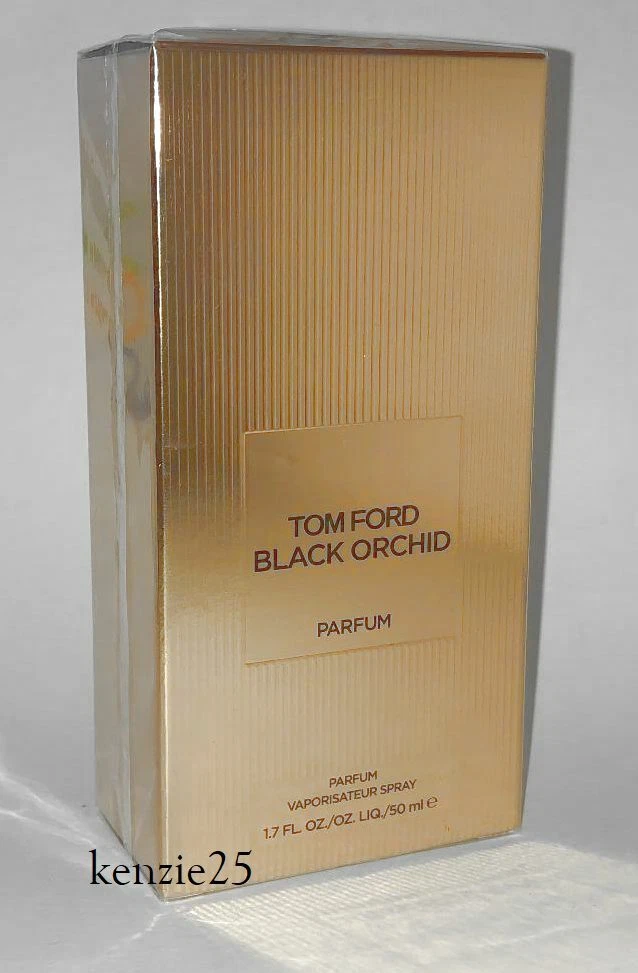 TOM FORD
BLACK ORCHID
PARFUM
PARFUM
VAPORISATEUR SPRAY
1.7 FL. OZ./OZ. LIQ./50 ml ℮
kenzie25